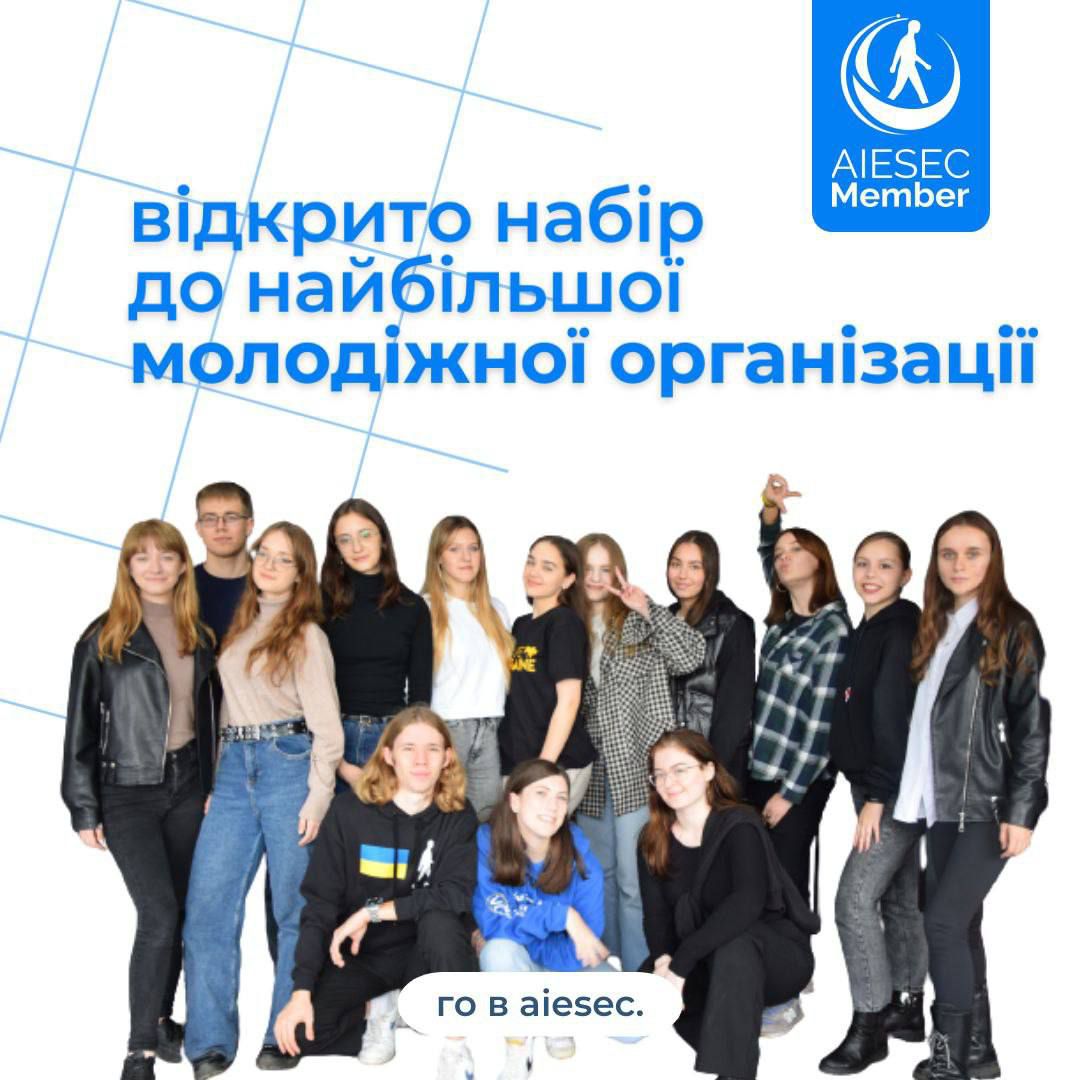 AIESEC
Member
відкрито набір
до найбільшої
молодіжної організації
го в aiesec.